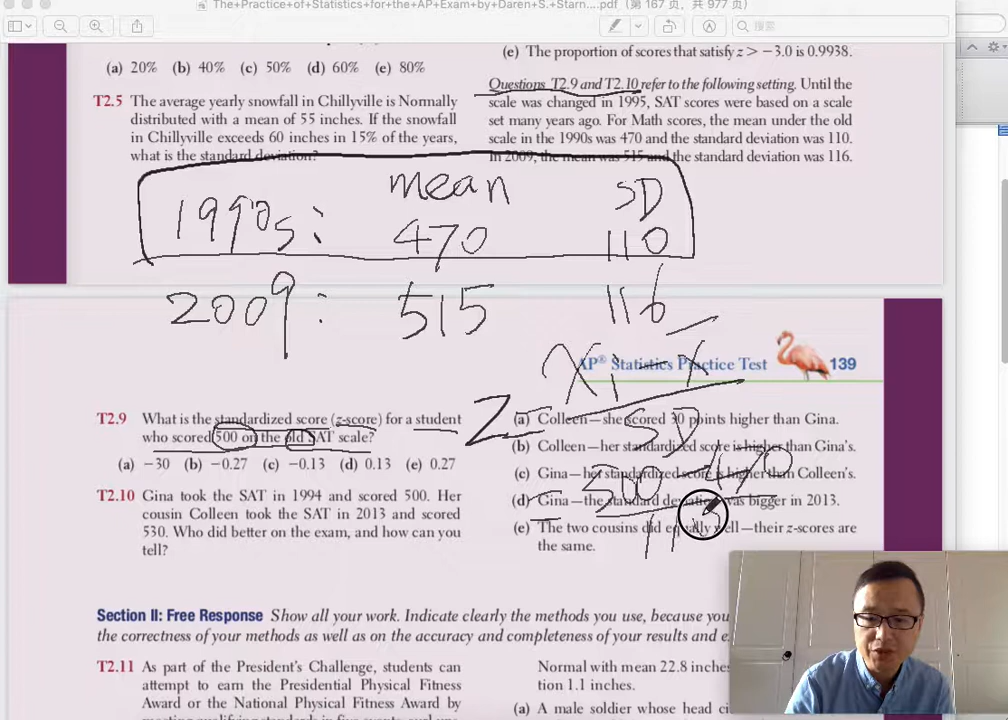 The Practice of Statistics for the AP Exam by Daren S. Starn....pdf（第 167 页，共 977 页）
搜索
(a) 20% (b) 40% (c) 50% (d) 60% (e) 80%
T2.5 The average yearly snowfall in Chillyville is Normally
distributed with a mean of 55 inches. If the snowfall
in Chillyville exceeds 60 inches in 15% of the years,
what is the standard deviation?
(e) The proportion of scores that satisfy z > −3.0 is 0.9938.
Questions T2.9 and T2.10 refer to the following setting. Until the
scale was changed in 1995, SAT scores were based on a scale
set many years ago. For Math scores, the mean under the old
scale in the 1990s was 470 and the standard deviation was 110.
In 2009, the mean was 515 and the standard deviation was 116.
mean SD
1990s: 470 110
2009: 515 116
AP® Statistics Practice Test 139
T2.9 What is the standardized score (z-score) for a student
who scored 500 on the old SAT scale?
(a) −30 (b) −0.27 (c) −0.13 (d) 0.13 (e) 0.27
T2.10 Gina took the SAT in 1994 and scored 500. Her
cousin Colleen took the SAT in 2013 and scored
530. Who did better on the exam, and how can you
tell?
(a) Colleen—she scored 30 points higher than Gina.
(b) Colleen—her standardized score is higher than Gina's.
(c) Gina—her standardized score is higher than Colleen's.
(d) Gina—the standard deviation was bigger in 2013.
(e) The two cousins did equally well—their z-scores are
the same.
Z = Xi − X
SD
= 500 − 470
Section II: Free Response Show all your work. Indicate clearly the methods you use, because you
the correctness of your methods as well as on the accuracy and completeness of your results and
T2.11 As part of the President's Challenge, students can
attempt to earn the Presidential Physical Fitness
Award or the National Physical Fitness Award by
Normal with mean 22.8 inches
tion 1.1 inches.
(a) A male soldier whose head